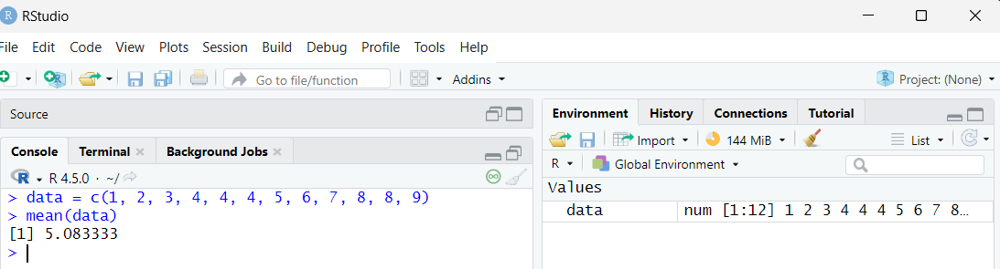 RStudio
File Edit Code View Plots Session Build Debug Profile Tools Help
Go to file/function Addins Project: (None)
Source
Console Terminal Background Jobs
R 4.5.0 · ~/
> data = c(1, 2, 3, 4, 4, 4, 5, 6, 7, 8, 8, 9)
> mean(data)
[1] 5.083333
>
Environment History Connections Tutorial
Import 144 MiB List
R Global Environment
Values
data num [1:12] 1 2 3 4 4 4 5 6 7 8…